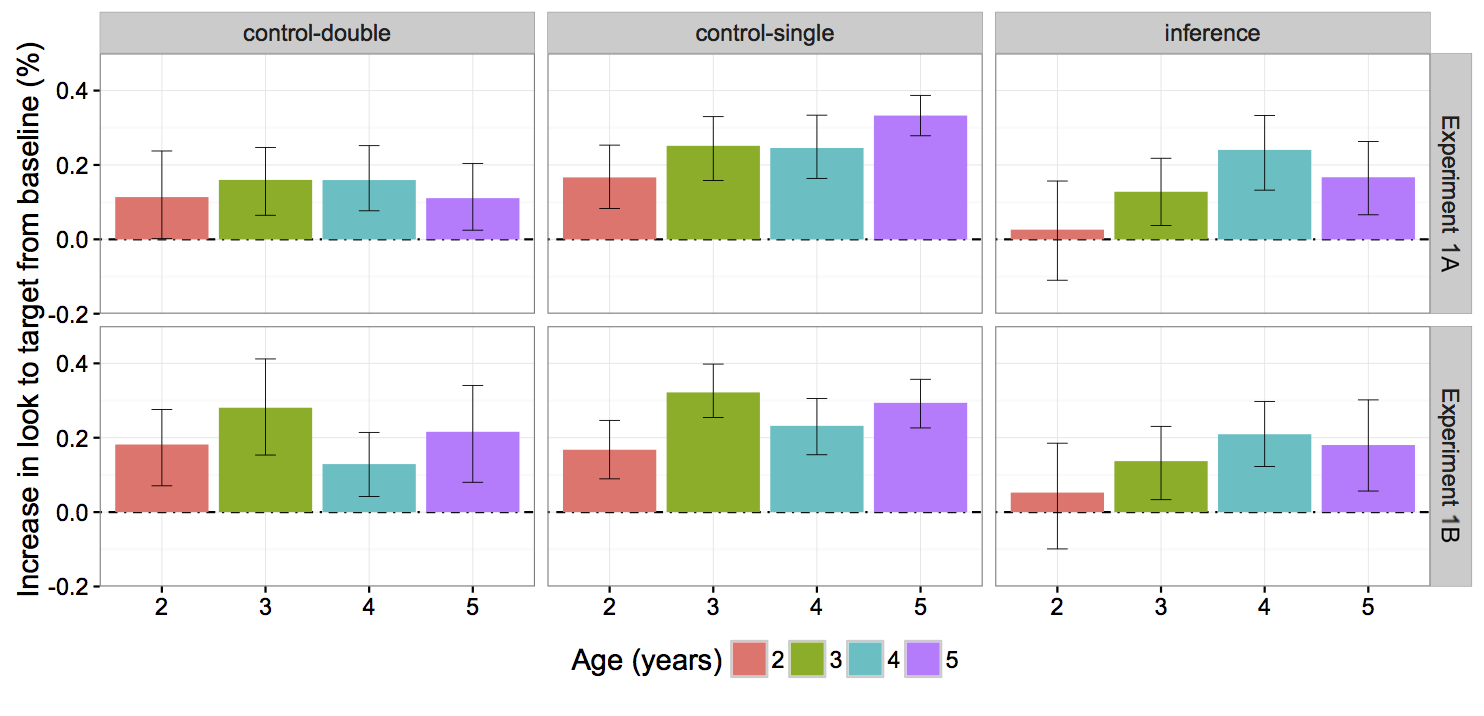 control-double control-single inference
Increase in look to target from baseline (%)
0.4
0.2
0.0
-0.2
Experiment 1A
0.4
0.2
0.0
-0.2
Experiment 1B
2 3 4 5 2 3 4 5 2 3 4 5
Age (years) 2 3 4 5